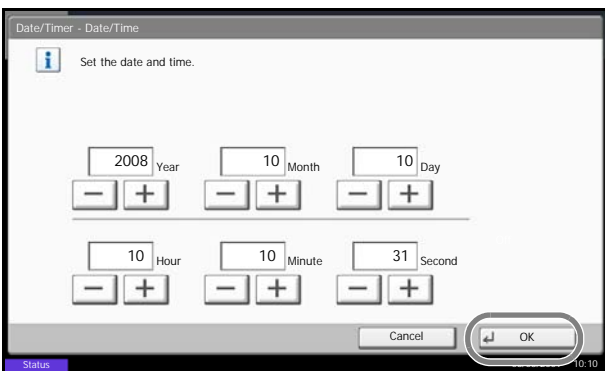 Date/Timer - Date/Time
Set the date and time.
2008 Year 10 Month 10 Day
10 Hour 10 Minute 31 Second
Cancel OK
Status 10:10